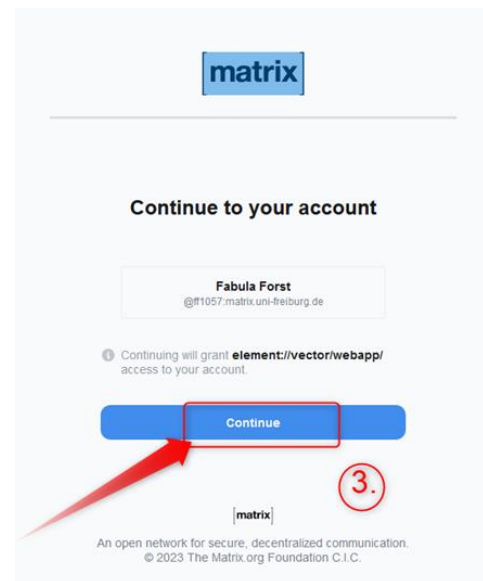 [matrix]
Continue to your account
Fabula Forst
@ff1057:matrix.uni-freiburg.de
Continuing will grant element://vector/webapp/
access to your account.
Continue
3.
[matrix]
An open network for secure, decentralized communication.
© 2023 The Matrix.org Foundation C.I.C.